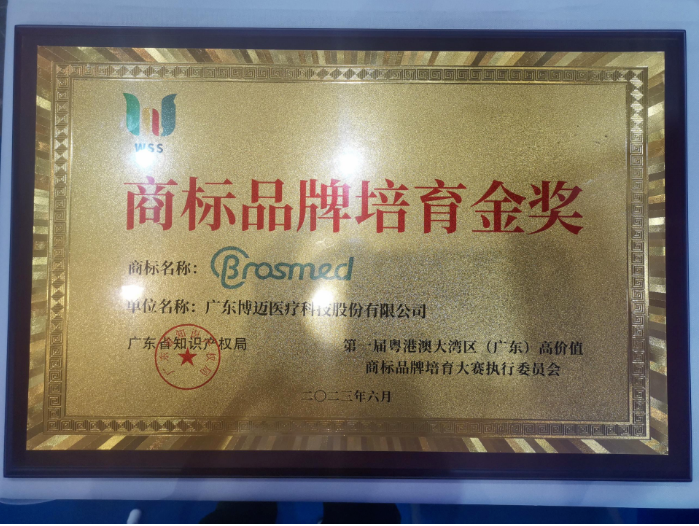 WSS
商标品牌培育金奖
商标名称：Brosmed
单位名称：广东博迈医疗科技股份有限公司
广东省知识产权局
第一届粤港澳大湾区（广东）高价值
商标品牌培育大赛执行委员会
二〇二三年六月